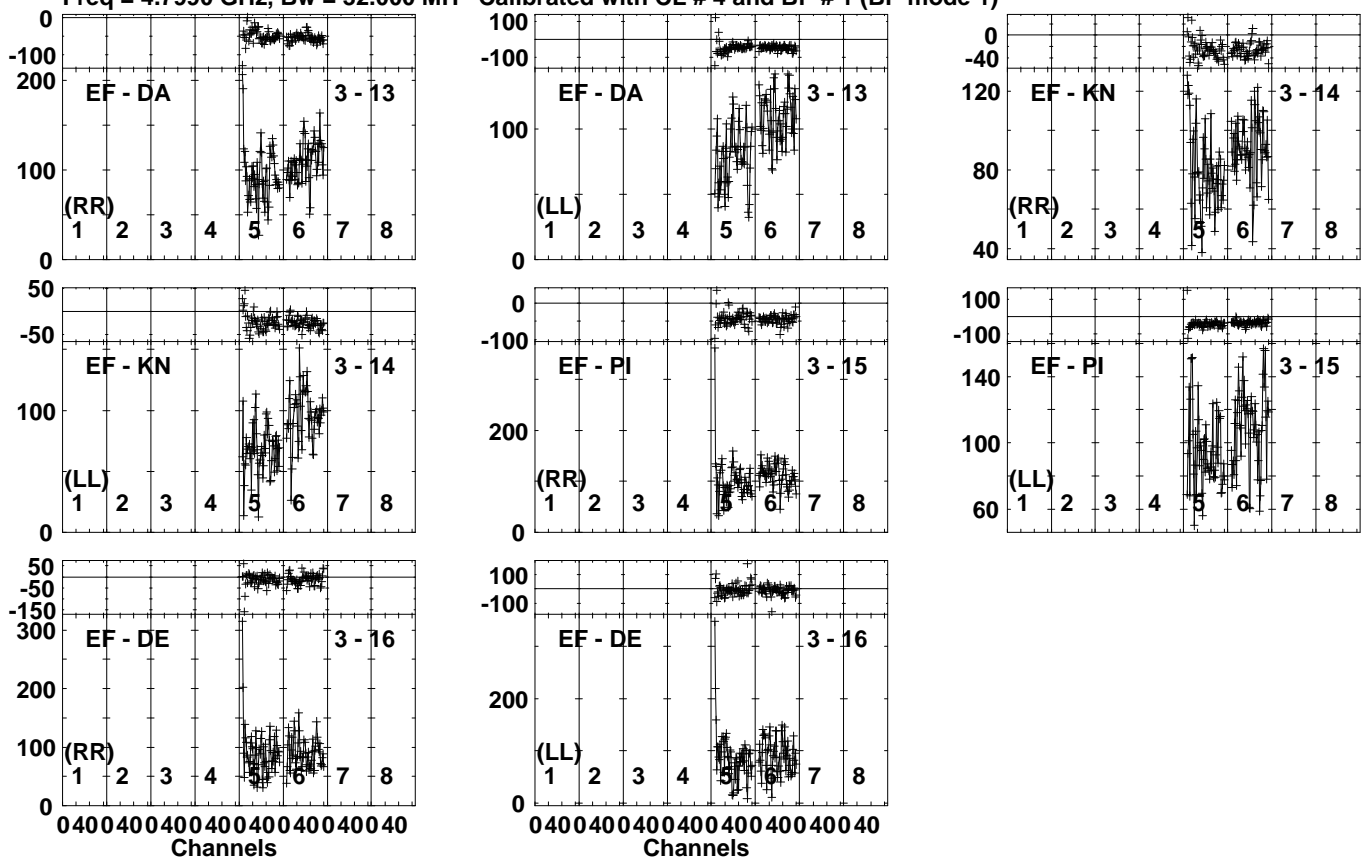 Freq = 4.7990 GHz, Bw = 32.000 MH Calibrated with CL # 4 and BP # 1 (BP mode 1)
0
-100
200
100
0
EF - DA
3 - 13
(RR)
1 2 3 4 5 6 7 8
100
-100
100
0
EF - DA
3 - 13
(LL)
1 2 3 4 5 6 7 8
0
-40
120
80
40
EF - KN
3 - 14
(RR)
1 2 3 4 5 6 7 8
50
-50
100
0
EF - KN
3 - 14
(LL)
1 2 3 4 5 6 7 8
0
-100
200
0
EF - PI
3 - 15
(RR)
1 2 3 4 5 6 7 8
100
-100
140
100
60
EF - PI
3 - 15
(LL)
1 2 3 4 5 6 7 8
50
-50
-150
300
200
100
0
EF - DE
3 - 16
(RR)
1 2 3 4 5 6 7 8
0 40 0 40 0 40 0 40 0 40 0 40 0 40 0 40
Channels
100
-100
200
0
EF - DE
3 - 16
(LL)
1 2 3 4 5 6 7 8
0 40 0 40 0 40 0 40 0 40 0 40 0 40 0 40
Channels